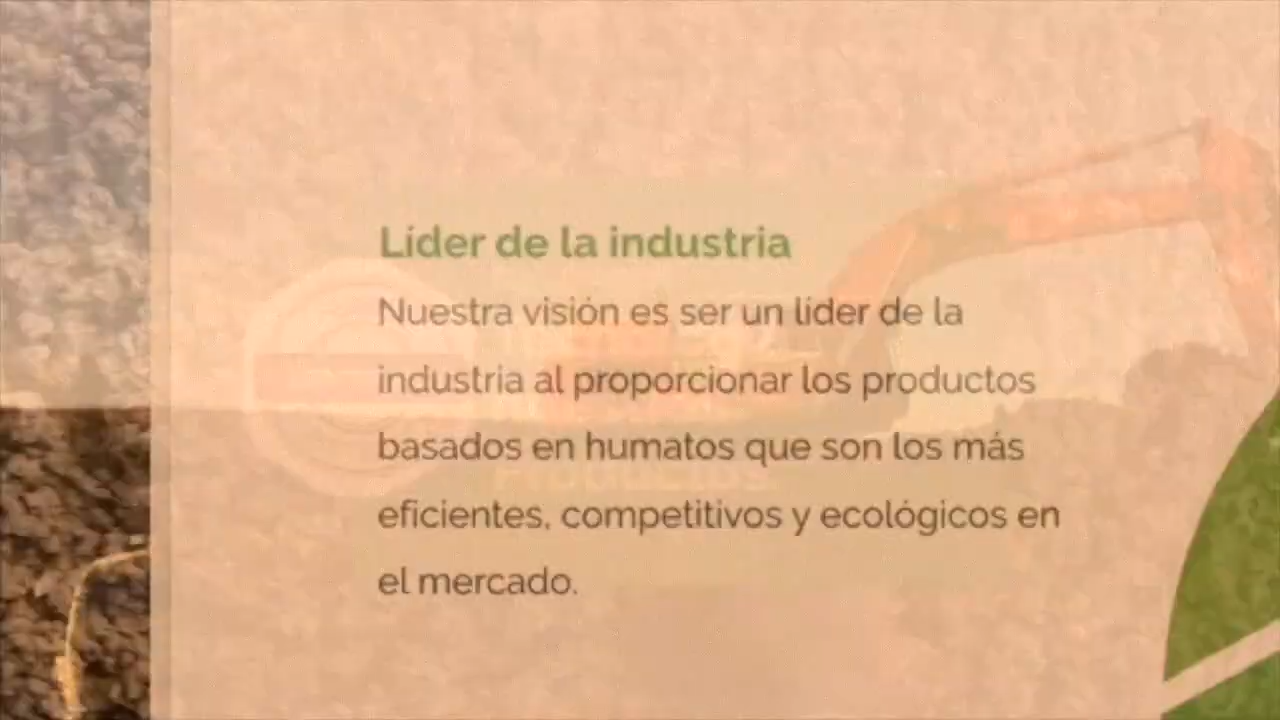 Líder de la industria
Nuestra visión es ser un líder de la
industria al proporcionar los productos
basados en humatos que son los más
eficientes, competitivos y ecológicos en
el mercado.
Productos